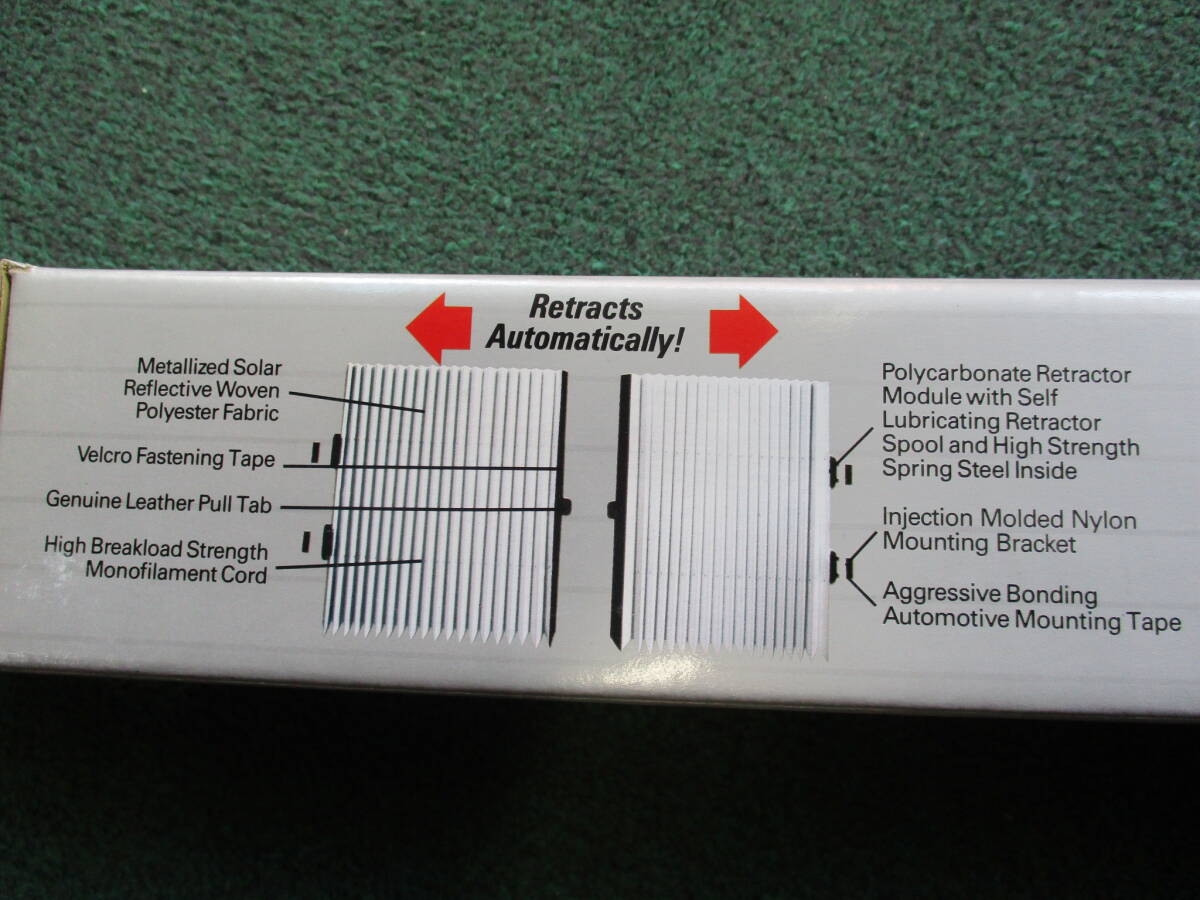 Retracts
Automatically!
Metallized Solar
Reflective Woven
Polyester Fabric
Velcro Fastening Tape
Genuine Leather Pull Tab
High Breakload Strength
Monofilament Cord
Polycarbonate Retractor
Module with Self
Lubricating Retractor
Spool and High Strength
Spring Steel Inside
Injection Molded Nylon
Mounting Bracket
Aggressive Bonding
Automotive Mounting Tape